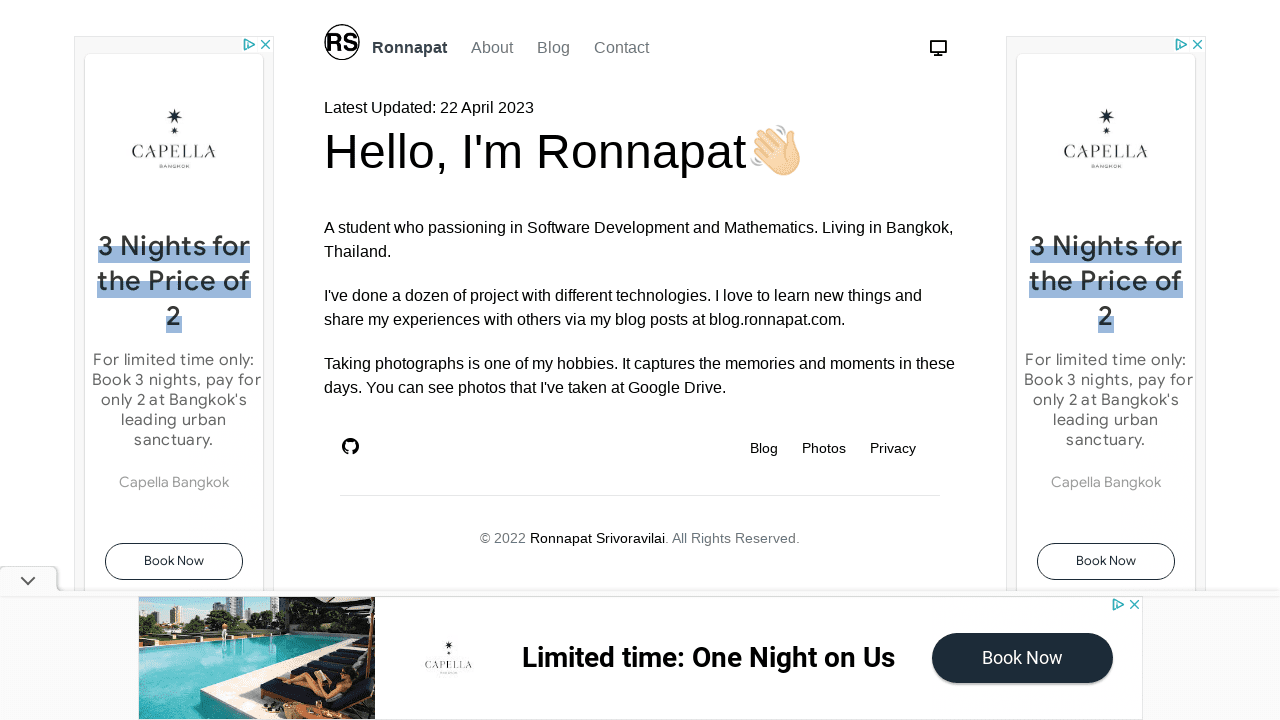 RS
Ronnapat About Blog Contact
Latest Updated: 22 April 2023
Hello, I'm Ronnapat👋🏻
A student who passioning in Software Development and Mathematics. Living in Bangkok,
Thailand.
I've done a dozen of project with different technologies. I love to learn new things and
share my experiences with others via my blog posts at blog.ronnapat.com.
Taking photographs is one of my hobbies. It captures the memories and moments in these
days. You can see photos that I've taken at Google Drive.
Blog Photos Privacy
© 2022 Ronnapat Srivoravilai. All Rights Reserved.
CAPELLA
BANGKOK
3 Nights for
the Price of
2
For limited time only:
Book 3 nights, pay for
only 2 at Bangkok's
leading urban
sanctuary.
Capella Bangkok
Book Now
CAPELLA
BANGKOK
3 Nights for
the Price of
2
For limited time only:
Book 3 nights, pay for
only 2 at Bangkok's
leading urban
sanctuary.
Capella Bangkok
Book Now
CAPELLA
Limited time: One Night on Us
Book Now